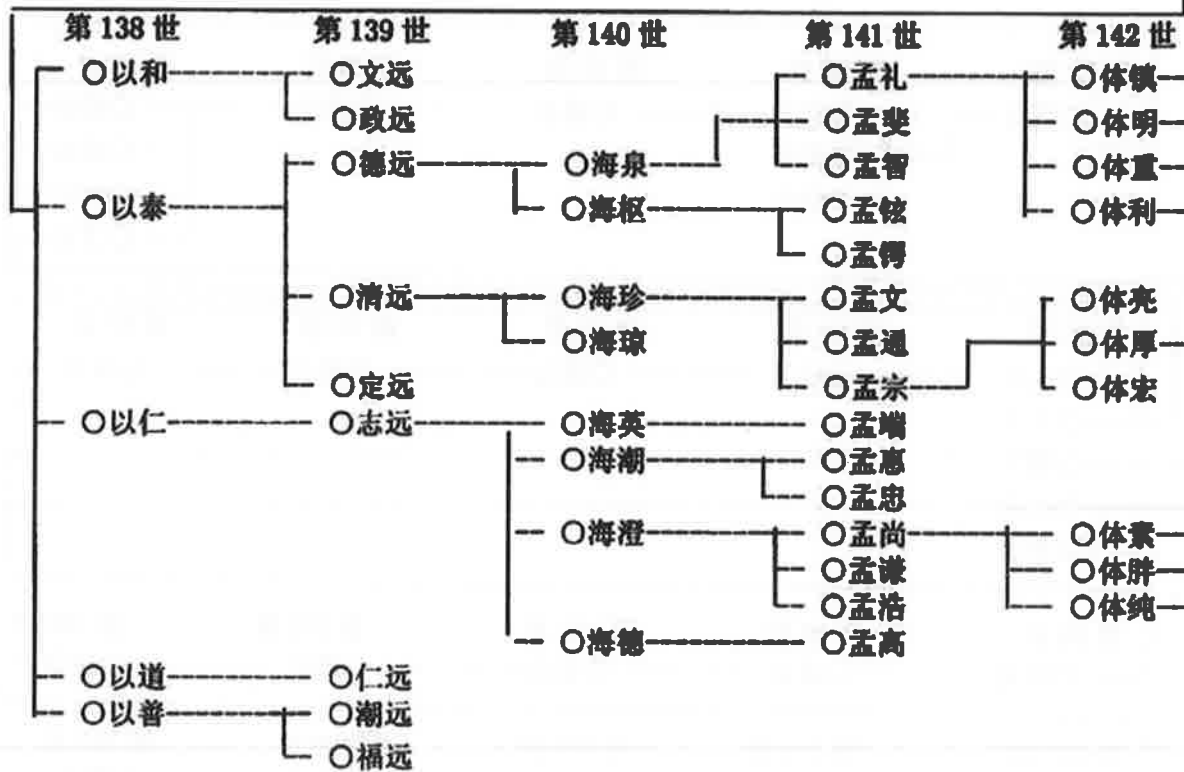 第138世 第139世 第140世 第141世 第142世
○以和 ○文远 ○孟礼 ○体镇
○政远 ○孟斐 ○体明
○德远 ○海泉 ○孟智 ○体重
○以泰 ○海枢 ○孟铉 ○体利
○孟锷
○清远 ○海珍 ○孟文 ○体亮
○海琼 ○孟通 ○体厚
○定远 ○孟宗 ○体宏
○以仁 ○志远 ○海英 ○孟端
○海潮 ○孟惠
○孟忠
○海澄 ○孟尚 ○体素
○孟谦 ○体胖
○孟浩 ○体纯
○海德 ○孟高
○以道 ○仁远
○以善 ○潮远
○福远